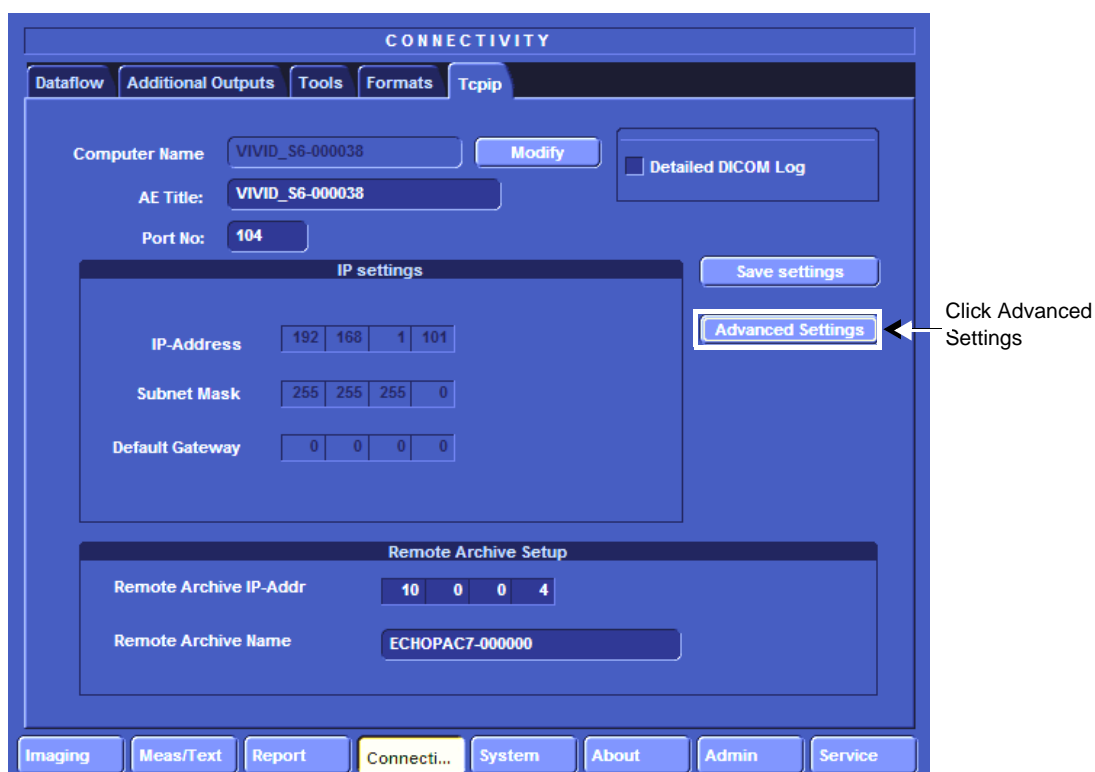 CONNECTIVITY
Dataflow Additional Outputs Tools Formats Tcpip
Computer Name VIVID_S6-000038 Modify
Detailed DICOM Log
AE Title: VIVID_S6-000038
Port No: 104
IP settings
Save settings
Advanced Settings
Click Advanced
Settings
IP-Address 192 168 1 101
Subnet Mask 255 255 255 0
Default Gateway 0 0 0 0
Remote Archive Setup
Remote Archive IP-Addr 10 0 0 4
Remote Archive Name ECHOPAC7-000000
Imaging Meas/Text Report Connecti... System About Admin Service